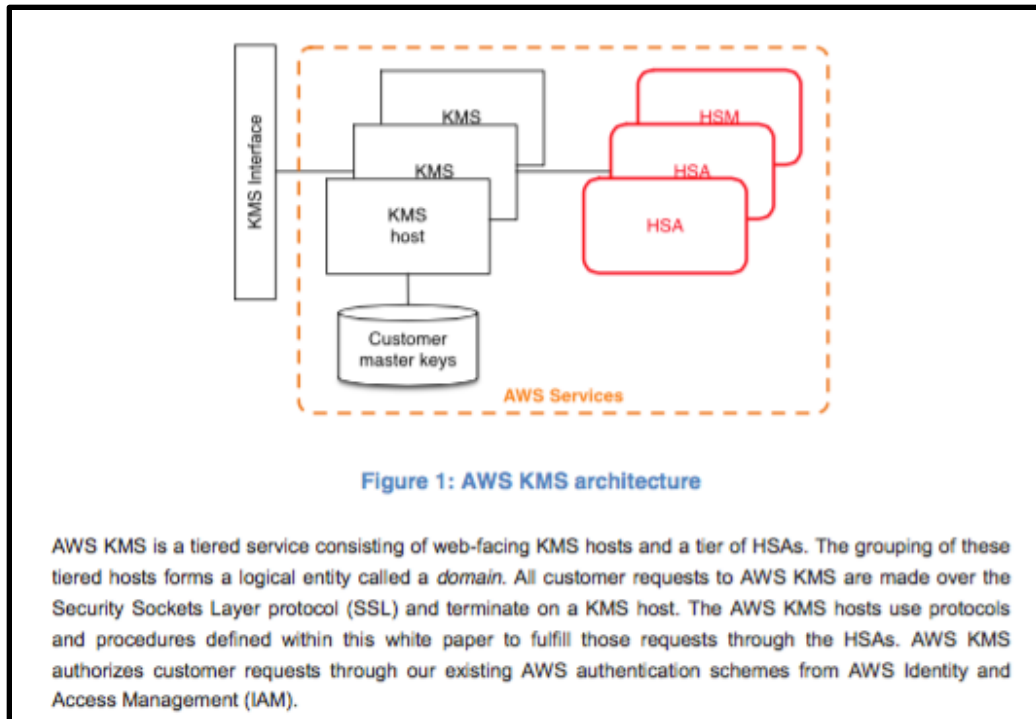 KMS Interface
KMS
HSM
KMS
HSA
KMS
host
HSA
Customer
master keys
AWS Services
Figure 1: AWS KMS architecture
AWS KMS is a tiered service consisting of web-facing KMS hosts and a tier of HSAs. The grouping of these
tiered hosts forms a logical entity called a domain. All customer requests to AWS KMS are made over the
Security Sockets Layer protocol (SSL) and terminate on a KMS host. The AWS KMS hosts use protocols
and procedures defined within this white paper to fulfill those requests through the HSAs. AWS KMS
authorizes customer requests through our existing AWS authentication schemes from AWS Identity and
Access Management (IAM).